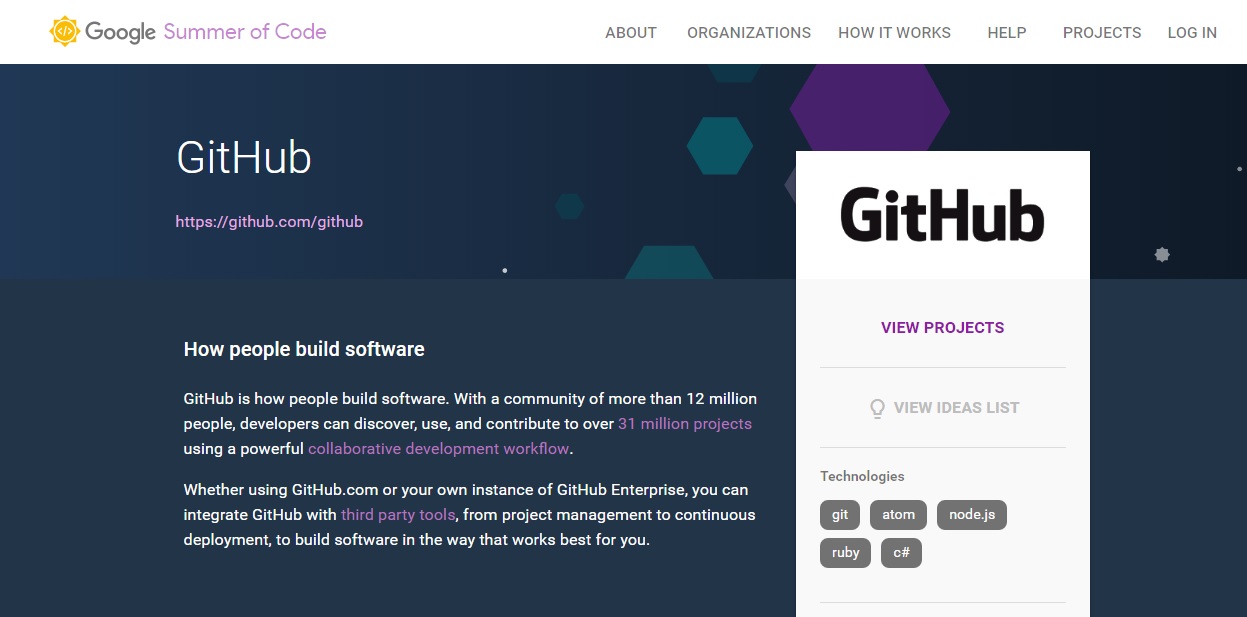 </> Google Summer of Code
ABOUT ORGANIZATIONS HOW IT WORKS HELP PROJECTS LOG IN
GitHub
https://github.com/github
GitHub
How people build software
GitHub is how people build software. With a community of more than 12 million
people, developers can discover, use, and contribute to over 31 million projects
using a powerful collaborative development workflow.
Whether using GitHub.com or your own instance of GitHub Enterprise, you can
integrate GitHub with third party tools, from project management to continuous
deployment, to build software in the way that works best for you.
VIEW PROJECTS
VIEW IDEAS LIST
Technologies
git atom node.js
ruby c#